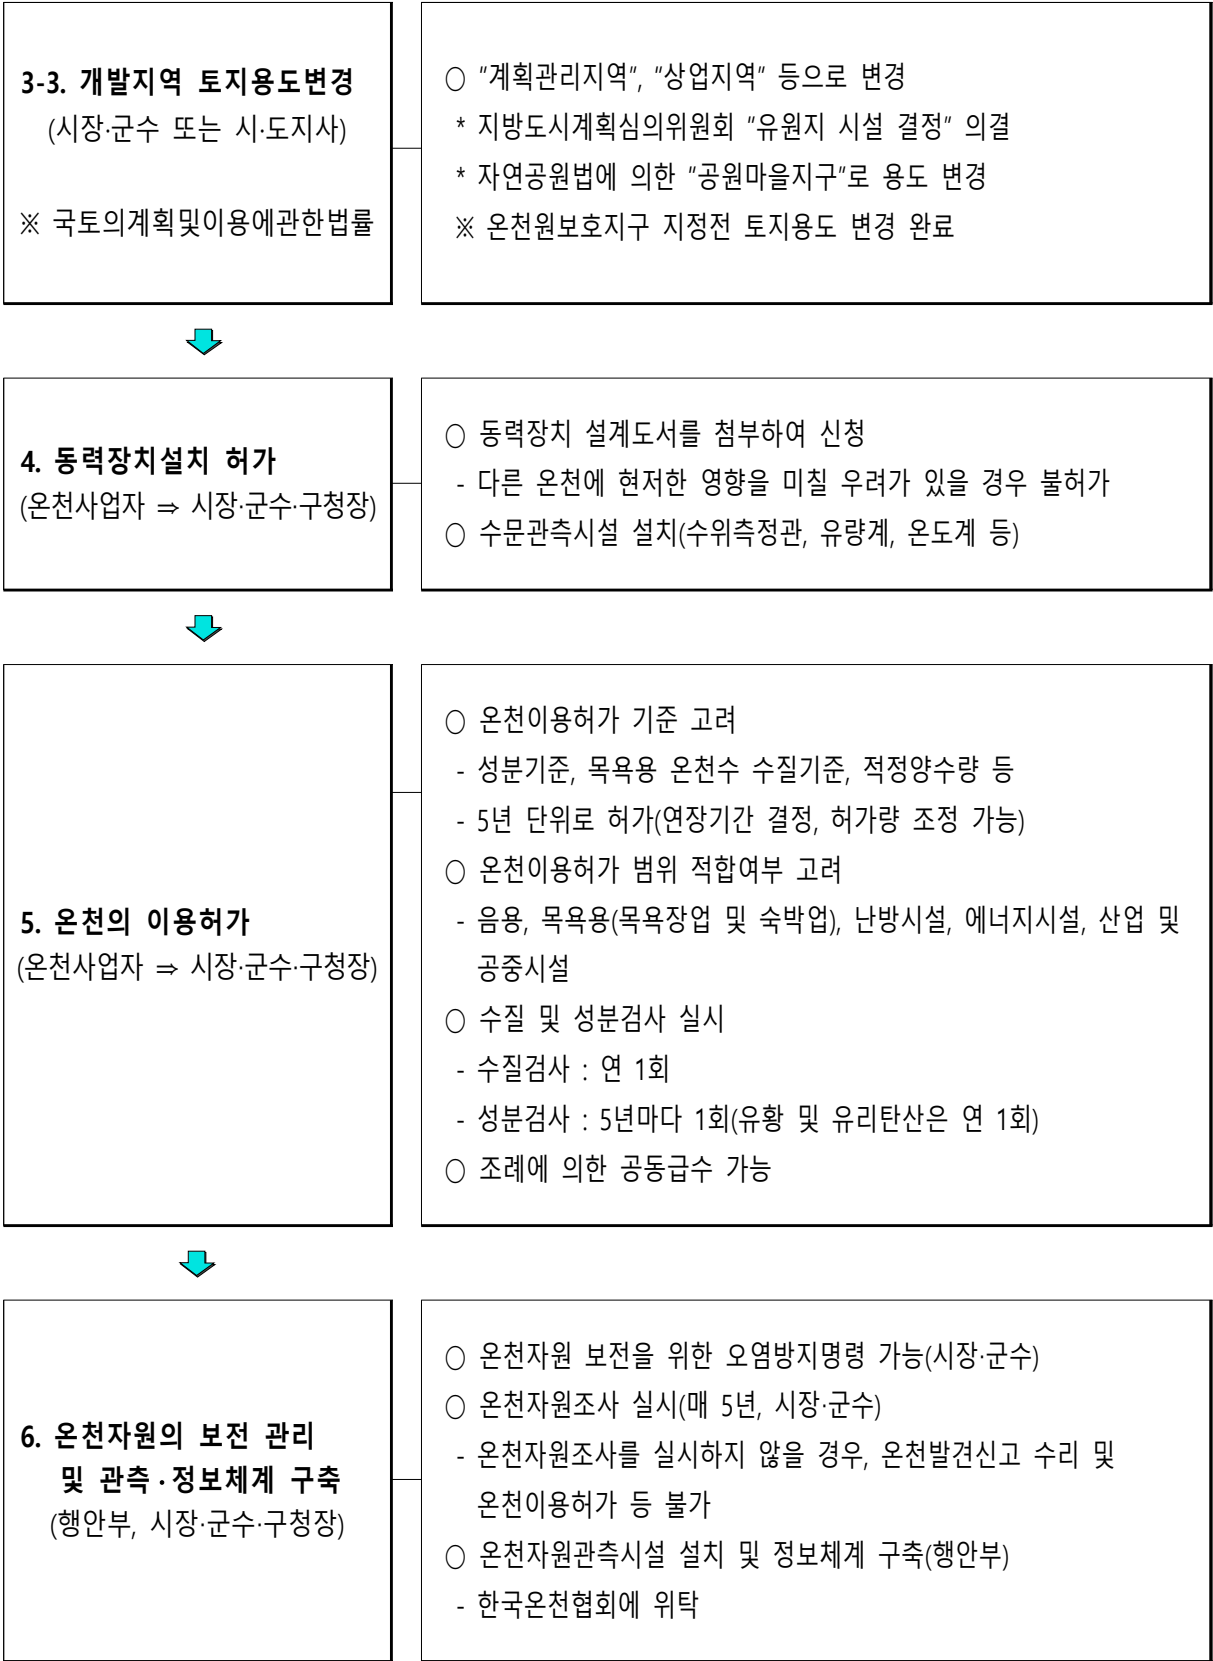 3-3. 개발지역 토지용도변경
(시장·군수 또는 시·도지사)
※ 국토의계획및이용에관한법률
○ "계획관리지역", "상업지역" 등으로 변경
* 지방도시계획심의위원회 "유원지 시설 결정" 의결
* 자연공원법에 의한 "공원마을지구"로 용도 변경
※ 온천원보호지구 지정전 토지용도 변경 완료
4. 동력장치설치 허가
(온천사업자 ⇒ 시장·군수·구청장)
○ 동력장치 설계도서를 첨부하여 신청
- 다른 온천에 현저한 영향을 미칠 우려가 있을 경우 불허가
○ 수문관측시설 설치(수위측정관, 유량계, 온도계 등)
5. 온천의 이용허가
(온천사업자 ⇒ 시장·군수·구청장)
○ 온천이용허가 기준 고려
- 성분기준, 목욕용 온천수 수질기준, 적정양수량 등
- 5년 단위로 허가(연장기간 결정, 허가량 조정 가능)
○ 온천이용허가 범위 적합여부 고려
- 음용, 목욕용(목욕장업 및 숙박업), 난방시설, 에너지시설, 산업 및
공중시설
○ 수질 및 성분검사 실시
- 수질검사 : 연 1회
- 성분검사 : 5년마다 1회(유황 및 유리탄산은 연 1회)
○ 조례에 의한 공동급수 가능
6. 온천자원의 보전 관리
및 관측·정보체계 구축
(행안부, 시장·군수·구청장)
○ 온천자원 보전을 위한 오염방지명령 가능(시장·군수)
○ 온천자원조사 실시(매 5년, 시장·군수)
- 온천자원조사를 실시하지 않을 경우, 온천발견신고 수리 및
온천이용허가 등 불가
○ 온천자원관측시설 설치 및 정보체계 구축(행안부)
- 한국온천협회에 위탁